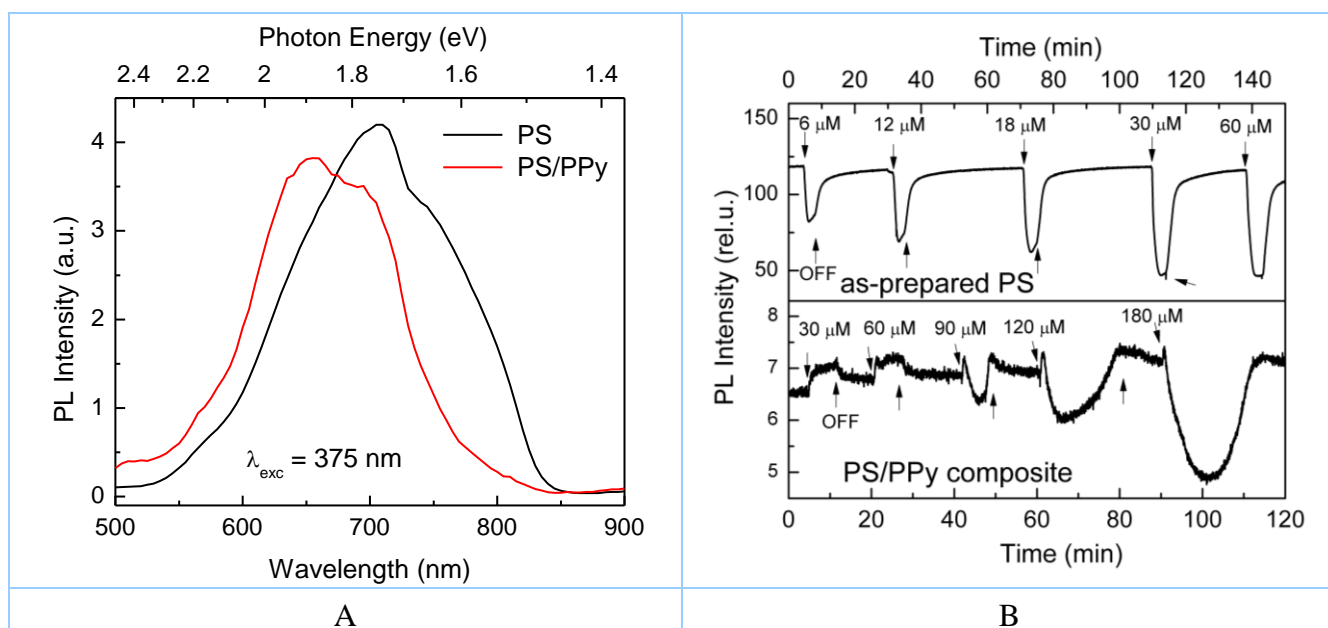 Photon Energy (eV)
2.4 2.2 2 1.8 1.6 1.4
4
3
2
1
0
PL Intensity (a.u.)
PS
PS/PPy
λexc = 375 nm
500 600 700 800 900
Wavelength (nm)
A
Time (min)
0 20 40 60 80 100 120 140
150
100
50
PL Intensity (rel.u.)
6 μM 12 μM 18 μM 30 μM 60 μM
OFF
as-prepared PS
8
7
6
5
30 μM 60 μM 90 μM 120 μM 180 μM
OFF
PS/PPy composite
0 20 40 60 80 100 120
Time (min)
B